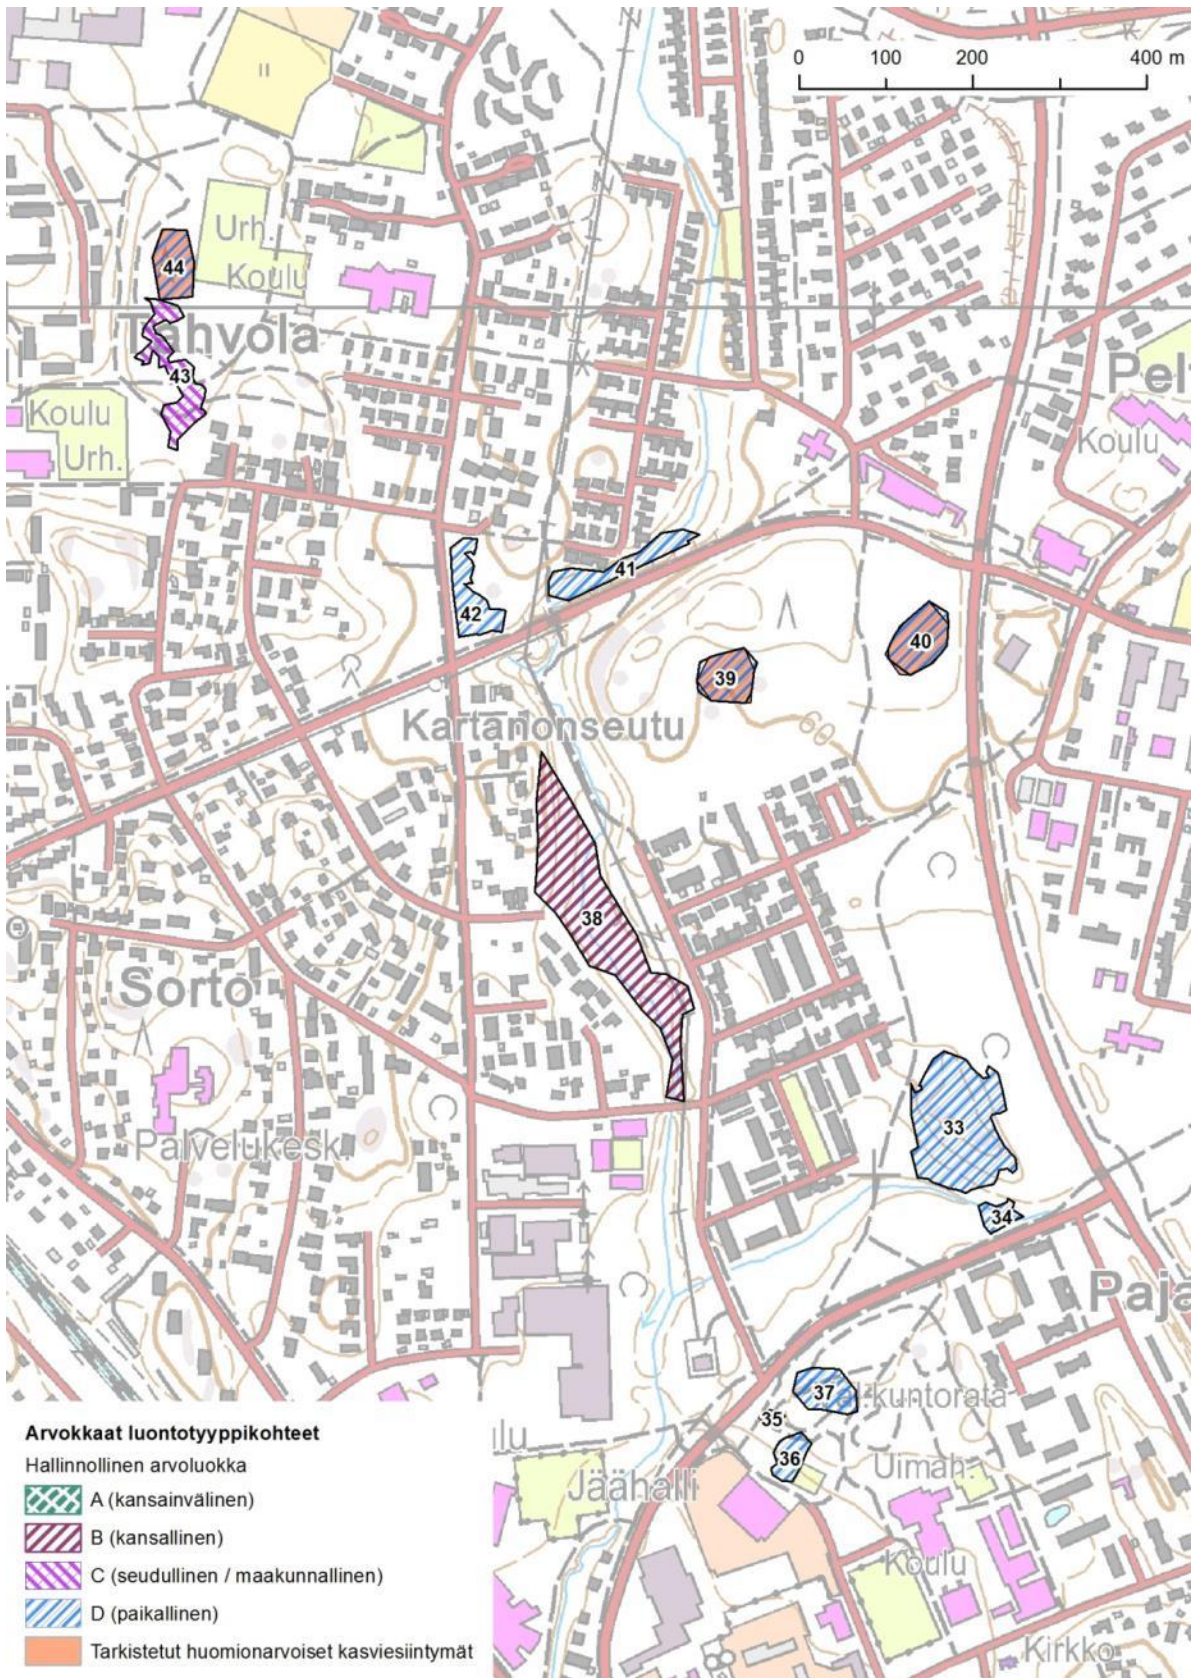 0 100 200 400 m
Urh.
Koulu
44
Tahvola
43
Koulu
Urh.
Koulu
41
42
40
39
60
Kartanonseutu
38
Sorto
Palvelukesk.
33
34
37
kuntorata
35
36
Uimah.
Jäähalli
Koulu
Kirkko
Arvokkaat luontotyyppikohteet
Hallinnollinen arvoluokka
A (kansainvälinen)
B (kansallinen)
C (seudullinen / maakunnallinen)
D (paikallinen)
Tarkistetut huomionarvoiset kasviesiintymät